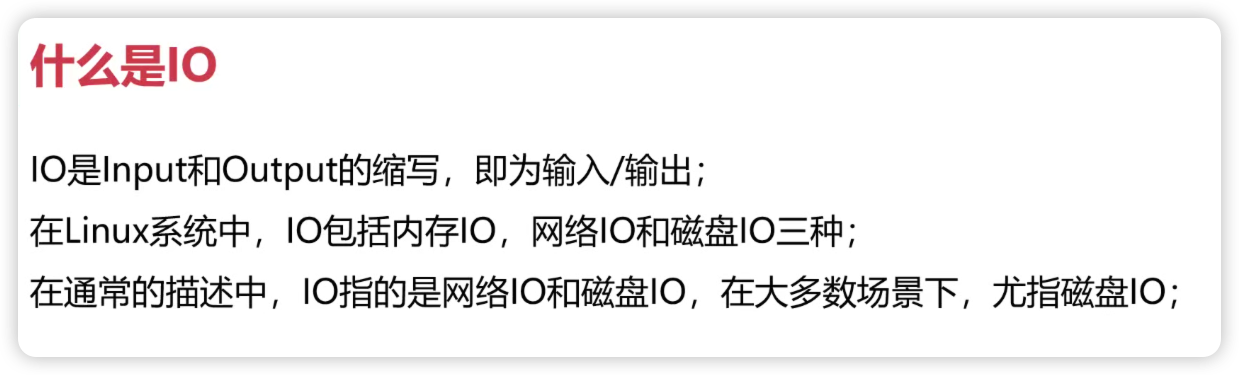 什么是IO
IO是Input和Output的缩写，即为输入/输出；
在Linux系统中，IO包括内存IO，网络IO和磁盘IO三种；
在通常的描述中，IO指的是网络IO和磁盘IO，在大多数场景下，尤指磁盘IO；